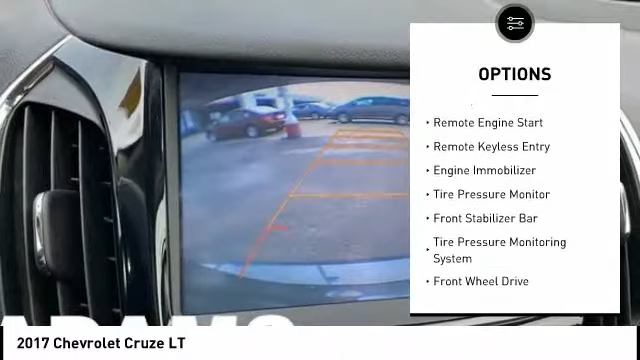 OPTIONS
• Remote Engine Start
• Remote Keyless Entry
• Engine Immobilizer
• Tire Pressure Monitor
• Front Stabilizer Bar
• Tire Pressure Monitoring
System
• Front Wheel Drive
2017 Chevrolet Cruze LT